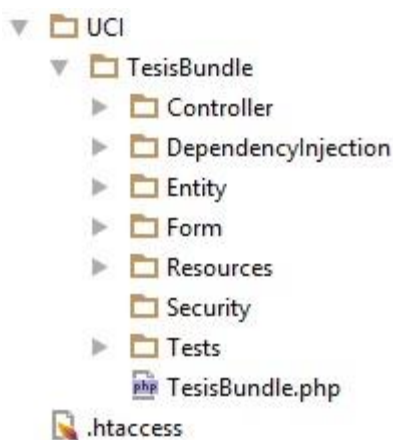 UCI
TesisBundle
Controller
DependencyInjection
Entity
Form
Resources
Security
Tests
php TesisBundle.php
.htaccess